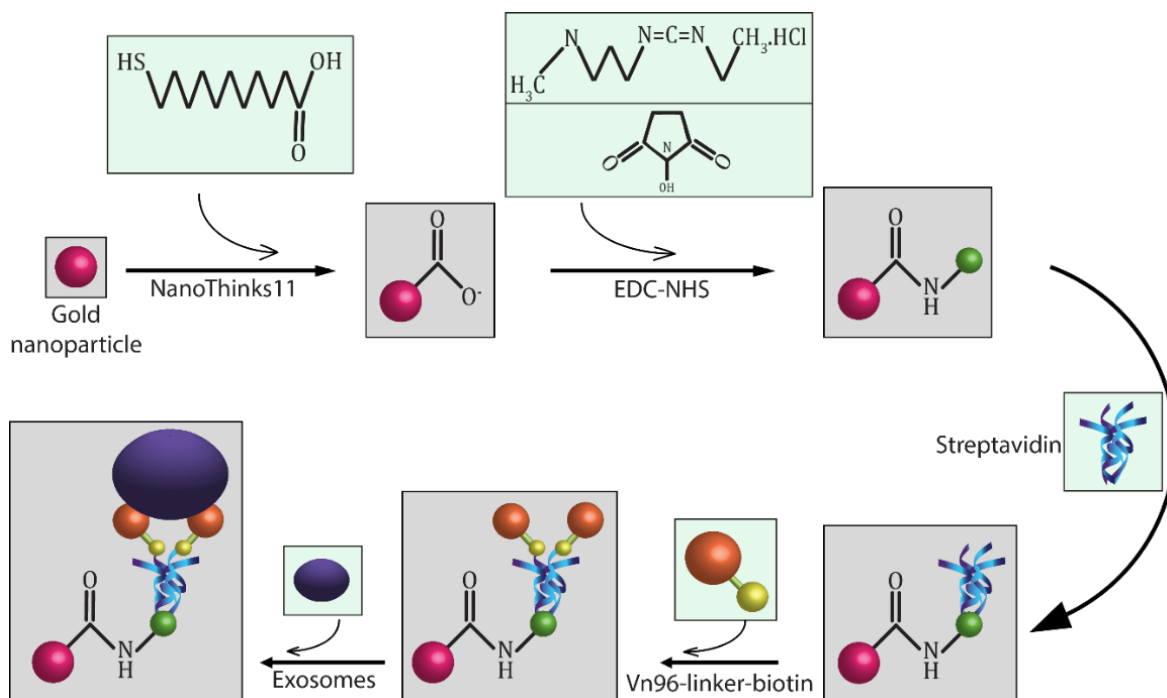 HS
OH
O
N
N=C=N
CH₃.HCl
H₃C
N
O
O
OH
Gold
nanoparticle
NanoThinks11
O
O⁻
EDC-NHS
O
N
H
Streptavidin
O
N
H
Exosomes
O
N
H
Vn96-linker-biotin
O
N
H